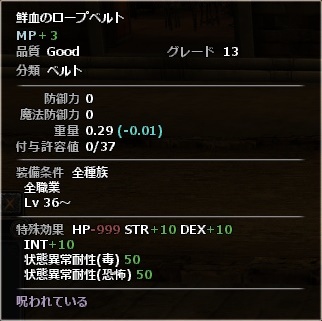 鮮血のロープベルト
MP+3
品質 Good グレード 13
分類 ベルト
防御力 0
魔法防御力 0
重量 0.29 (-0.01)
付与許容値 0/37
装備条件 全種族
全職業
Lv 36～
特殊効果 HP-999 STR+10 DEX+10
INT+10
状態異常耐性(毒) 50
状態異常耐性(恐怖) 50
呪われている